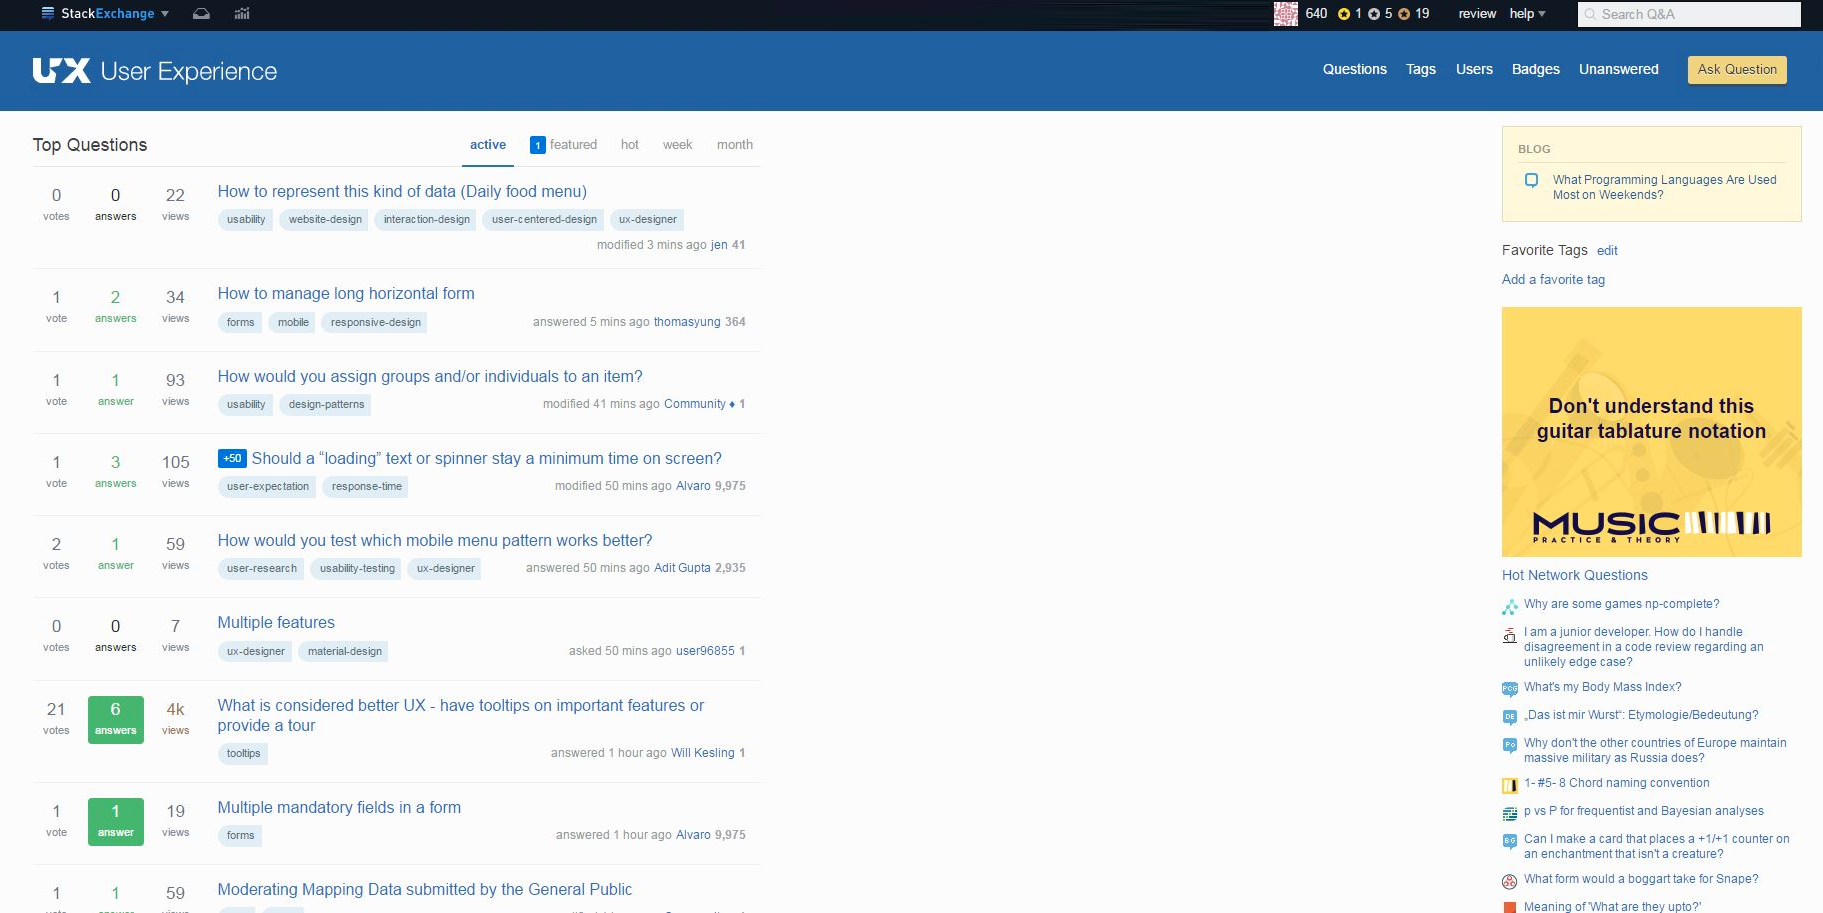 StackExchange
640 1 5 19 review help Search Q&A
UX User Experience
Questions Tags Users Badges Unanswered Ask Question
Top Questions
active 1 featured hot week month
0 votes 0 answers 22 views
How to represent this kind of data (Daily food menu)
usability website-design interaction-design user-centered-design ux-designer
modified 3 mins ago jen 41
1 vote 2 answers 34 views
How to manage long horizontal form
forms mobile responsive-design
answered 5 mins ago thomasyung 364
1 vote 1 answer 93 views
How would you assign groups and/or individuals to an item?
usability design-patterns
modified 41 mins ago Community ♦ 1
1 vote 3 answers 105 views
+50 Should a “loading” text or spinner stay a minimum time on screen?
user-expectation response-time
modified 50 mins ago Alvaro 9,975
2 votes 1 answer 59 views
How would you test which mobile menu pattern works better?
user-research usability-testing ux-designer
answered 50 mins ago Adit Gupta 2,935
0 votes 0 answers 7 views
Multiple features
ux-designer material-design
asked 50 mins ago user96855 1
21 votes 6 answers 4k views
What is considered better UX - have tooltips on important features or
provide a tour
tooltips
answered 1 hour ago Will Kesling 1
1 vote 1 answer 19 views
Multiple mandatory fields in a form
forms
answered 1 hour ago Alvaro 9,975
1 1 59
Moderating Mapping Data submitted by the General Public
BLOG
What Programming Languages Are Used
Most on Weekends?
Favorite Tags edit
Add a favorite tag
Don't understand this
guitar tablature notation
MUSIC
PRACTICE & THEORY
Hot Network Questions
Why are some games np-complete?
I am a junior developer. How do I handle
disagreement in a code review regarding an
unlikely edge case?
PCG What's my Body Mass Index?
DE „Das ist mir Wurst“: Etymologie/Bedeutung?
Po Why don't the other countries of Europe maintain
massive military as Russia does?
1- #5- 8 Chord naming convention
p vs P for frequentist and Bayesian analyses
BG Can I make a card that places a +1/+1 counter on
an enchantment that isn't a creature?
What form would a boggart take for Snape?
Meaning of 'What are they upto?'